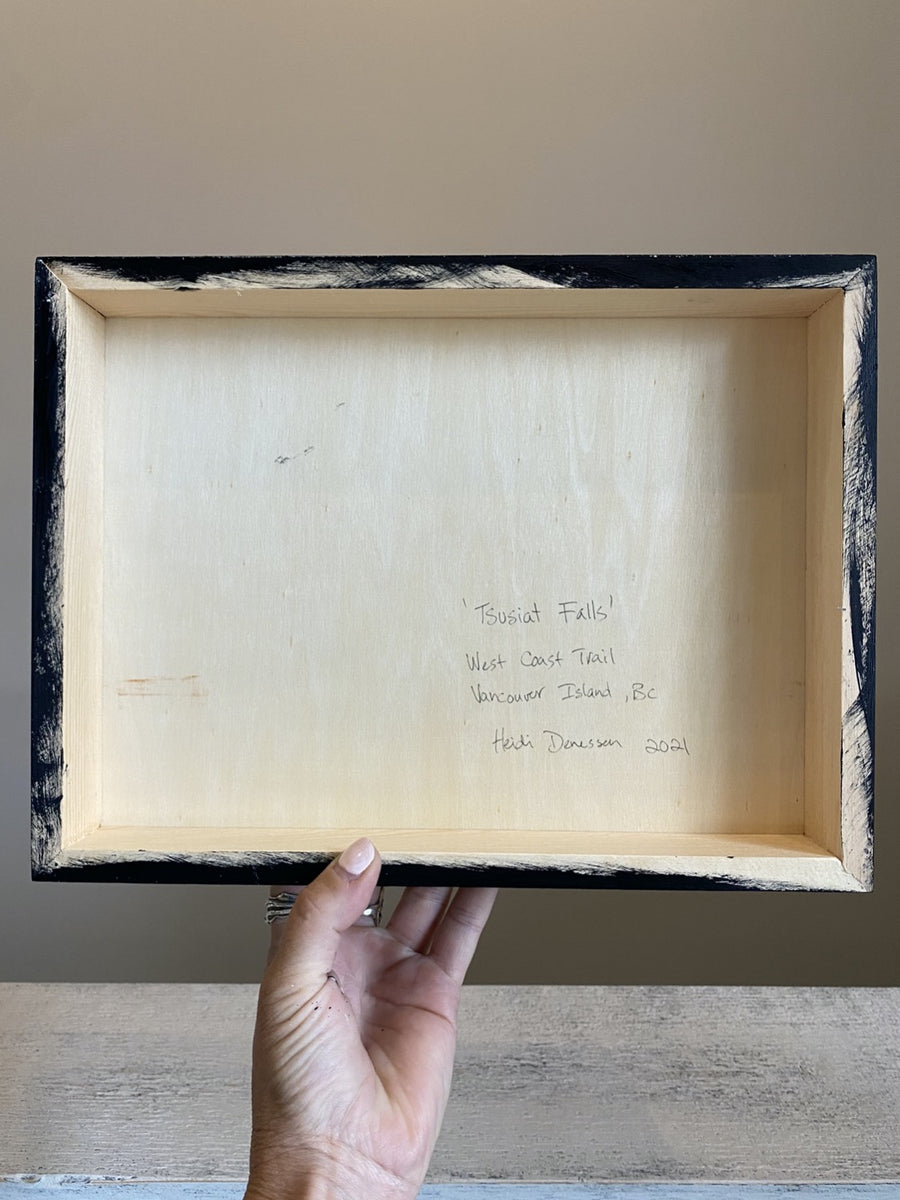 'Tsusiat Falls'
West Coast Trail
Vancouver Island, BC
Heidi Denessen 2021